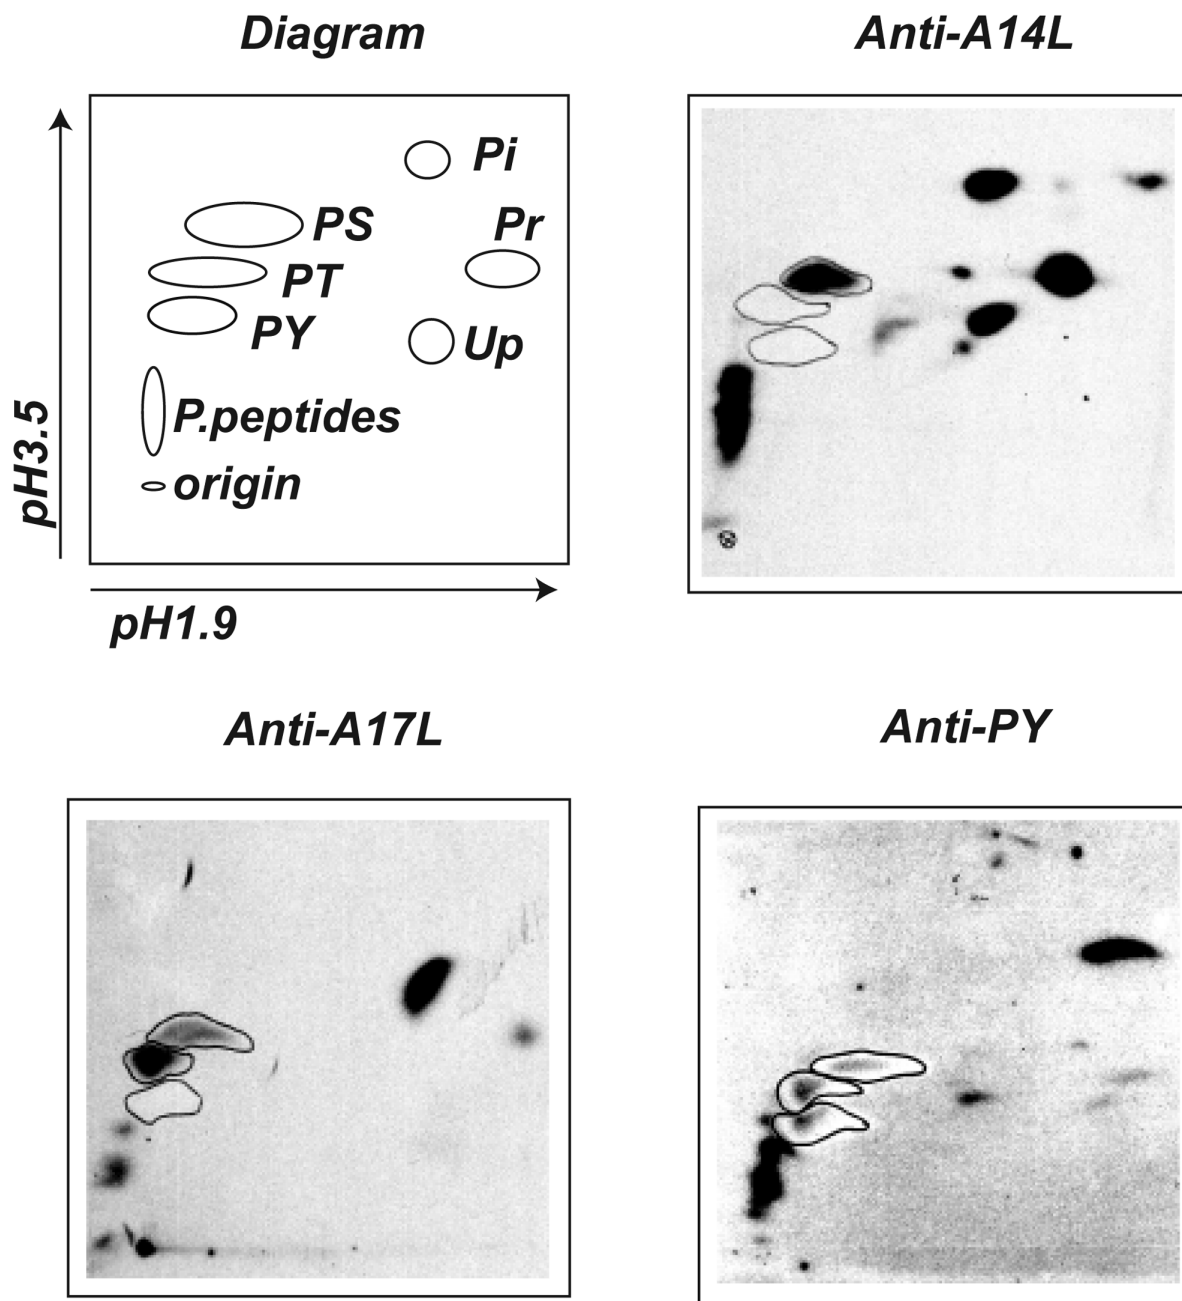 Diagram
Anti-A14L
Pi
PS
Pr
PT
PY
Up
P.peptides
origin
pH3.5
pH1.9
Anti-A17L
Anti-PY